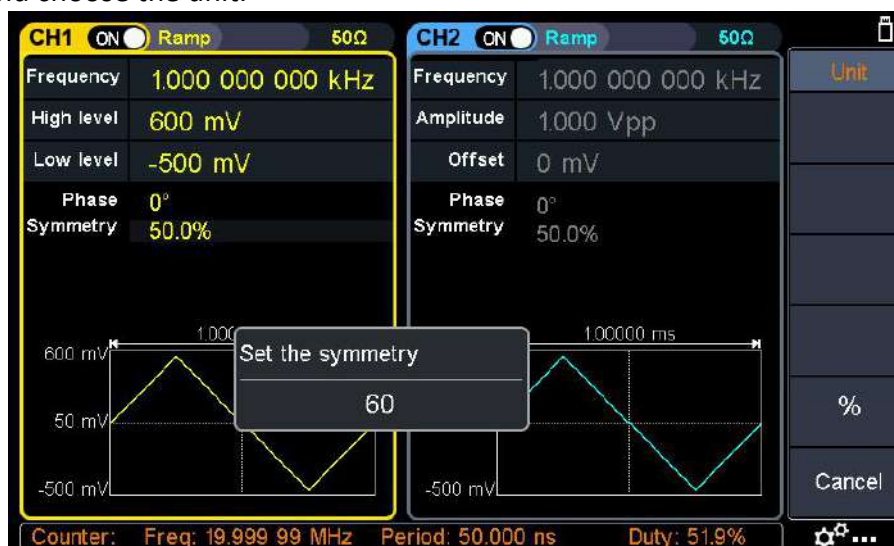 CH1 ON Ramp 50Ω
Frequency 1.000 000 000 kHz
High level 600 mV
Low level -500 mV
Phase 0°
Symmetry 50.0%
600 mV
50 mV
-500 mV
CH2 ON Ramp 50Ω
Frequency 1.000 000 000 kHz
Amplitude 1.000 Vpp
Offset 0 mV
Phase 0°
Symmetry 50.0%
1.00000 ms
-500 mV
Set the symmetry
60
Unit
%
Cancel
Counter: Freq: 19.999 99 MHz Period: 50.000 ns Duty: 51.9%